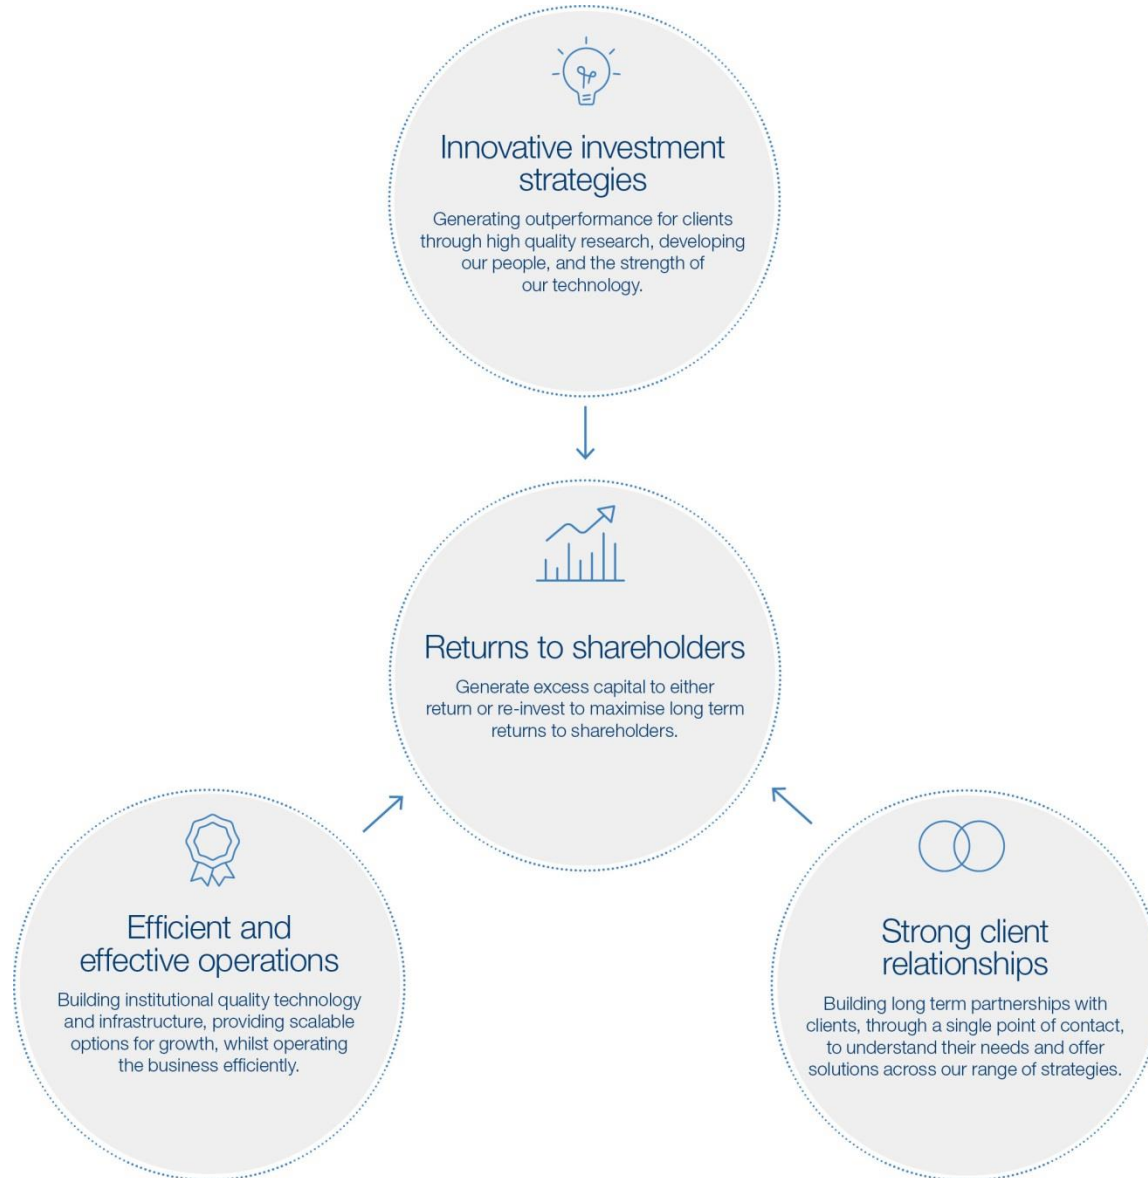 Innovative investment
strategies
Generating outperformance for clients
through high quality research, developing
our people, and the strength of
our technology.
Returns to shareholders
Generate excess capital to either
return or re-invest to maximise long term
returns to shareholders.
Efficient and
effective operations
Building institutional quality technology
and infrastructure, providing scalable
options for growth, whilst operating
the business efficiently.
Strong client
relationships
Building long term partnerships with
clients, through a single point of contact,
to understand their needs and offer
solutions across our range of strategies.